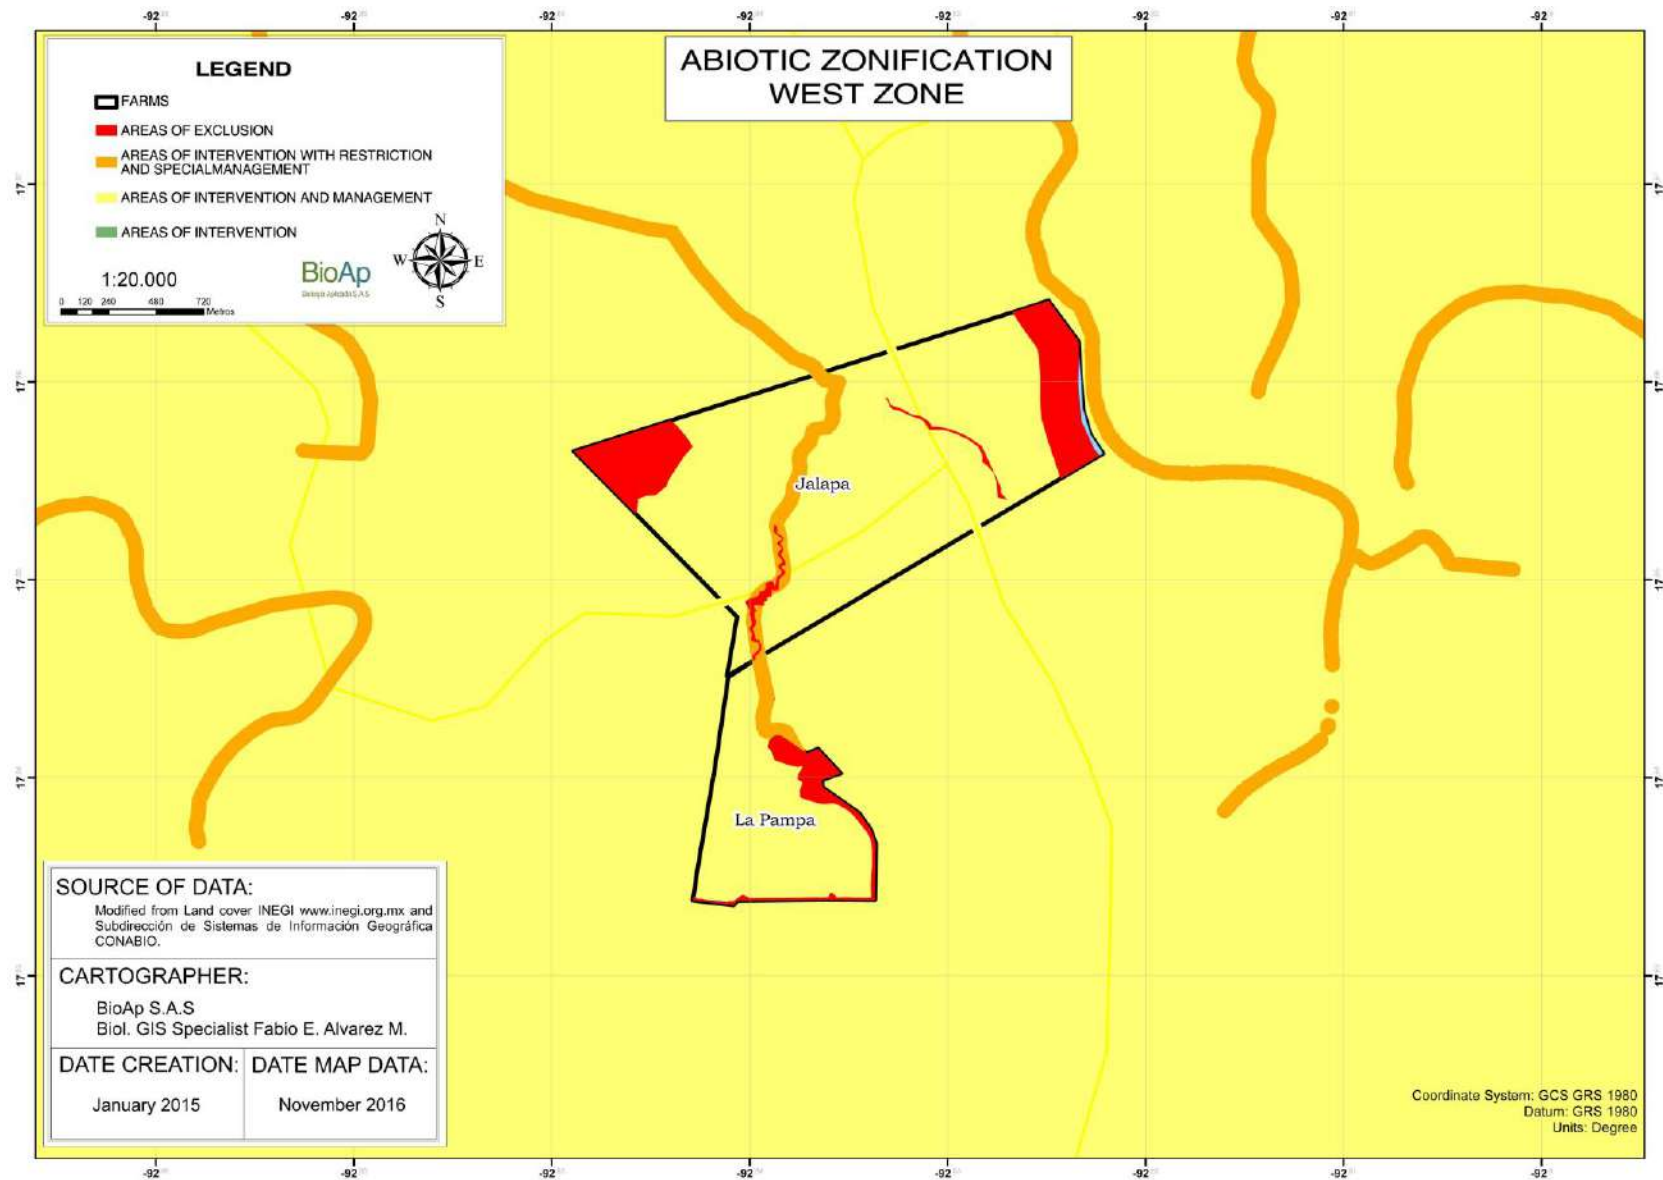 ABIOTIC ZONIFICATION
WEST ZONE
LEGEND
FARMS
AREAS OF EXCLUSION
AREAS OF INTERVENTION WITH RESTRICTION
AND SPECIALMANAGEMENT
AREAS OF INTERVENTION AND MANAGEMENT
AREAS OF INTERVENTION
N
W E
S
1:20.000
BioAp
0 120 240 480 720
Metros
Jalapa
La Pampa
SOURCE OF DATA:
Modified from Land cover INEGI www.inegi.org.mx and
Subdirección de Sistemas de Información Geográfica
CONABIO.
CARTOGRAPHER:
BioAp S.A.S
Biol. GIS Specialist Fabio E. Alvarez M.
DATE CREATION: DATE MAP DATA:
January 2015 November 2016
Coordinate System: GCS GRS 1980
Datum: GRS 1980
Units: Degree